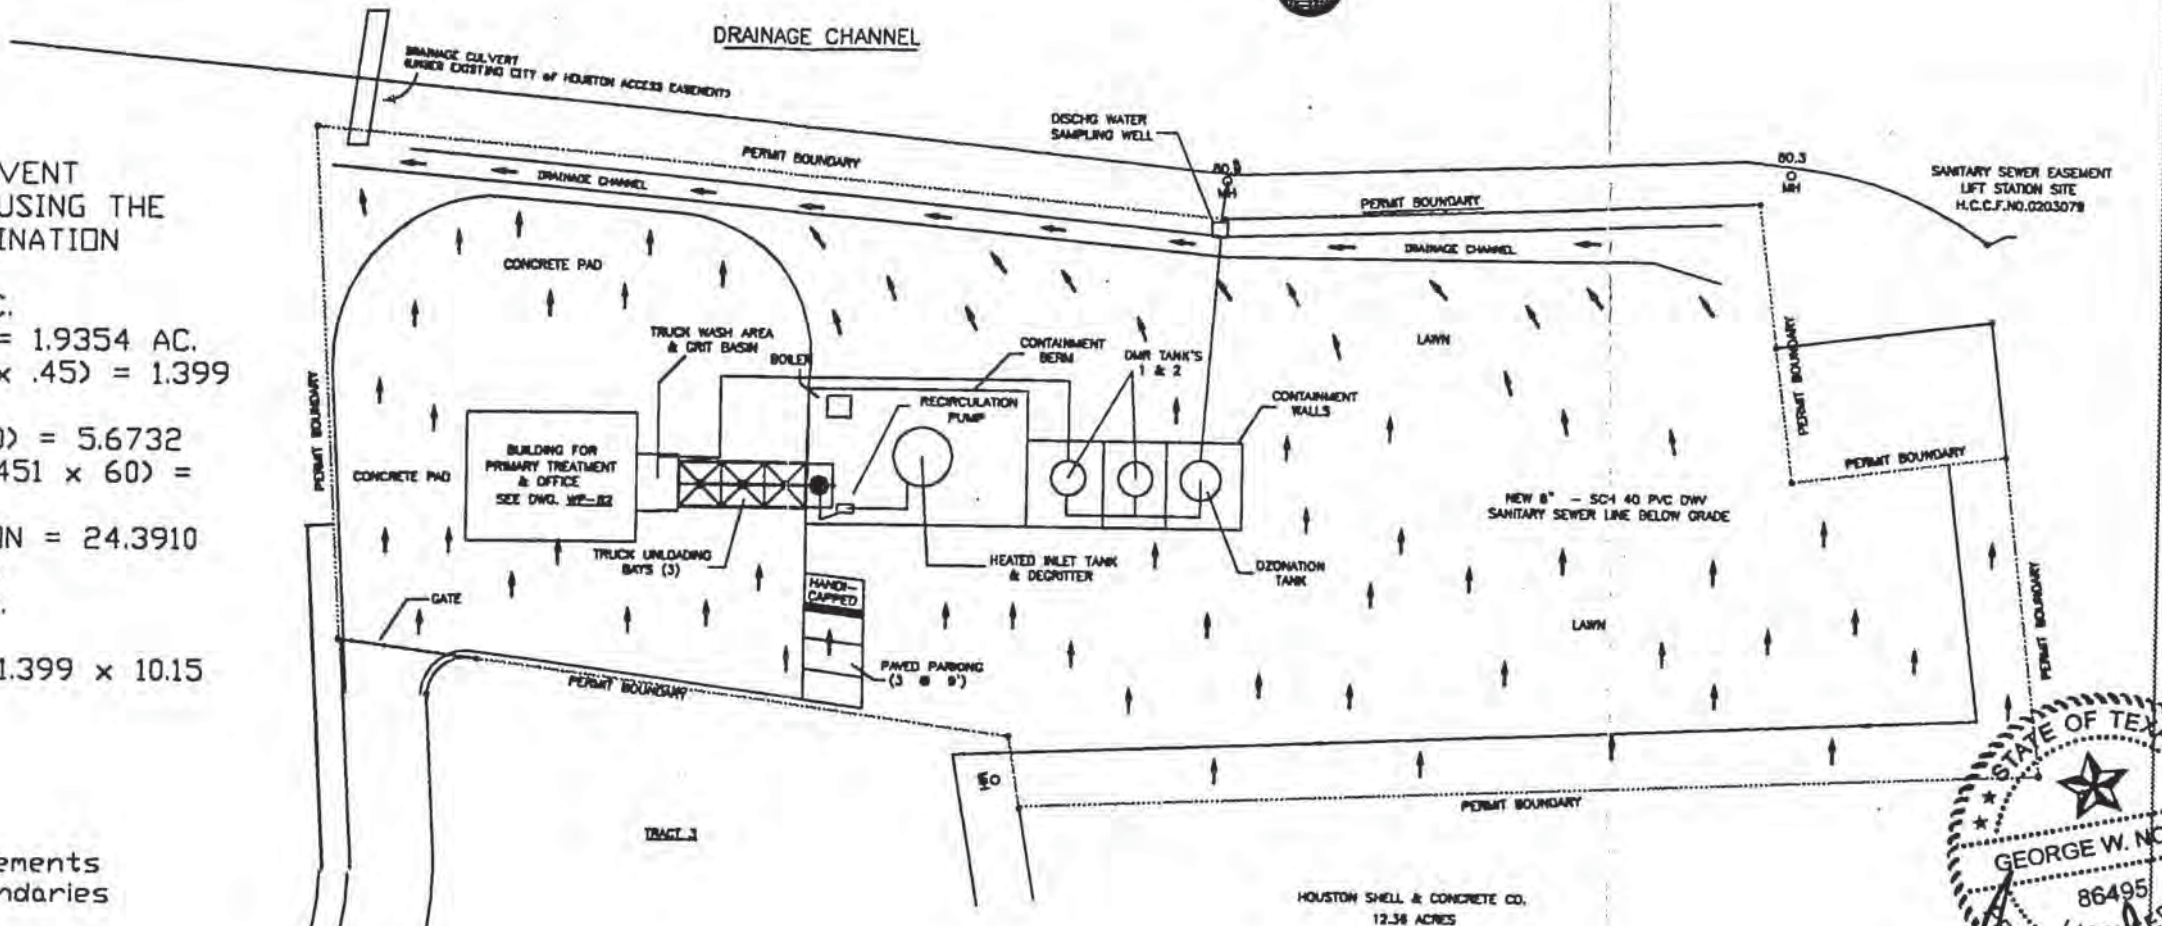 DRAINAGE CHANNEL
DRAINAGE CULVERT
(UNDER EXISTING CITY of HOUSTON ACCESS EASEMENT)
VENT
USING THE
INATION
C.
= 1.9354 AC.
x .45) = 1.399
0) = 5.6732
451 x 60) =
IN = 24.3910
.
1.399 x 10.15
ements
ndaries
DISCHG WATER
SAMPLING WELL
PERMIT BOUNDARY
DRAINAGE CHANNEL
MH
PERMIT BOUNDARY
DRAINAGE CHANNEL
80.3
MH
SANITARY SEWER EASEMENT
LIFT STATION SITE
H.C.C.F.NO.0203079
CONCRETE PAD
TRUCK WASH AREA
& GRIT BASIN
BOILER
CONTAINMENT
BERM
DMR TANK'S
1 & 2
LAWN
RECIRCULATION
PUMP
CONTAINMENT
WALLS
PERMIT BOUNDARY
PERMIT BOUNDARY
PERMIT BOUNDARY
CONCRETE PAD
BUILDING FOR
PRIMARY TREATMENT
& OFFICE
SEE DWG. WP-02
NEW 8" - SCH 40 PVC DWV
SANITARY SEWER LINE BELOW GRADE
TRUCK UNLOADING
BAYS (3)
HEATED INLET TANK
& DEGRITTER
OZONATION
TANK
HANDI-
CAPPED
GATE
LAWN
PERMIT BOUNDARY
PAVED PARKING
(3 @ 9')
PERMIT BOUNDARY
MH
PERMIT BOUNDARY
TRACT 3
HOUSTON SHELL & CONCRETE CO.
12.36 ACRES
STATE OF TEX
GEORGE W. NO
86495